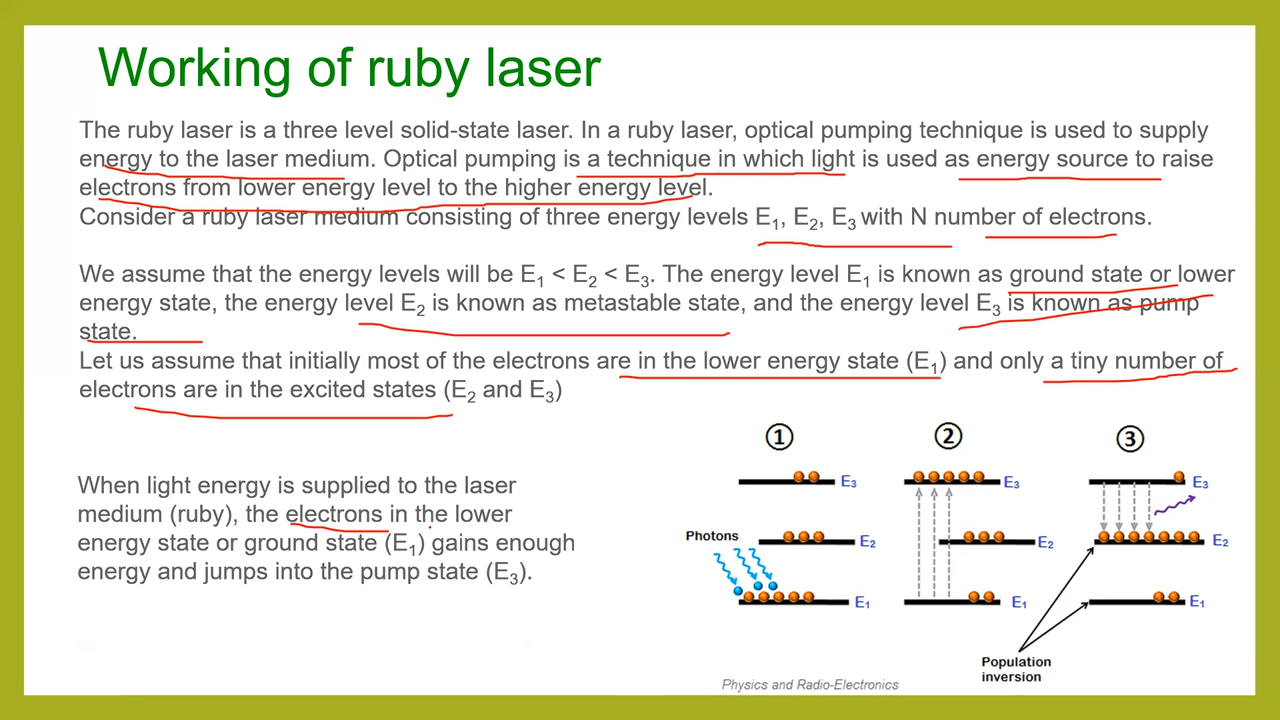 Working of ruby laser
The ruby laser is a three level solid-state laser. In a ruby laser, optical pumping technique is used to supply
energy to the laser medium. Optical pumping is a technique in which light is used as energy source to raise
electrons from lower energy level to the higher energy level.
Consider a ruby laser medium consisting of three energy levels E₁, E₂, E₃ with N number of electrons.
We assume that the energy levels will be E₁ < E₂ < E₃. The energy level E₁ is known as ground state or lower
energy state, the energy level E₂ is known as metastable state, and the energy level E₃ is known as pump
state.
Let us assume that initially most of the electrons are in the lower energy state (E₁) and only a tiny number of
electrons are in the excited states (E₂ and E₃)
When light energy is supplied to the laser
medium (ruby), the electrons in the lower
energy state or ground state (E₁) gains enough
energy and jumps into the pump state (E₃).
① ② ③
E₃ E₃ E₃
Photons
E₂ E₂ E₂
E₁ E₁ E₁
Population
inversion
Physics and Radio-Electronics